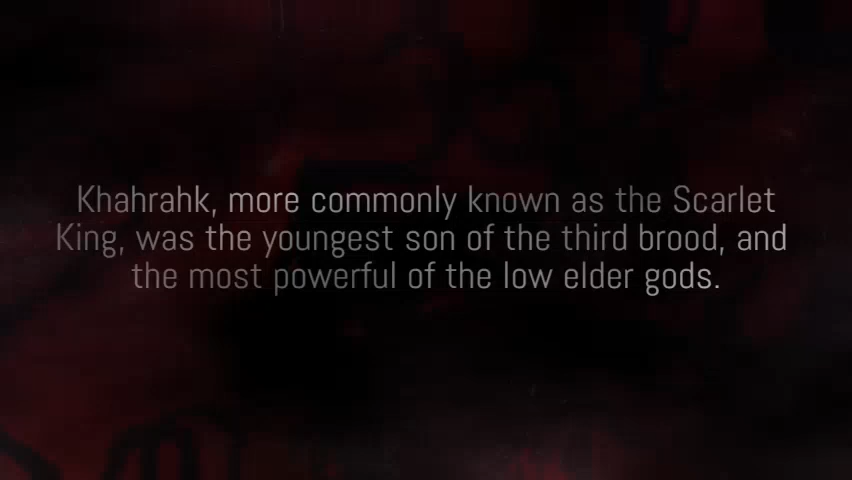 Khahrahk, more commonly known as the Scarlet
King, was the youngest son of the third brood, and
the most powerful of the low elder gods.